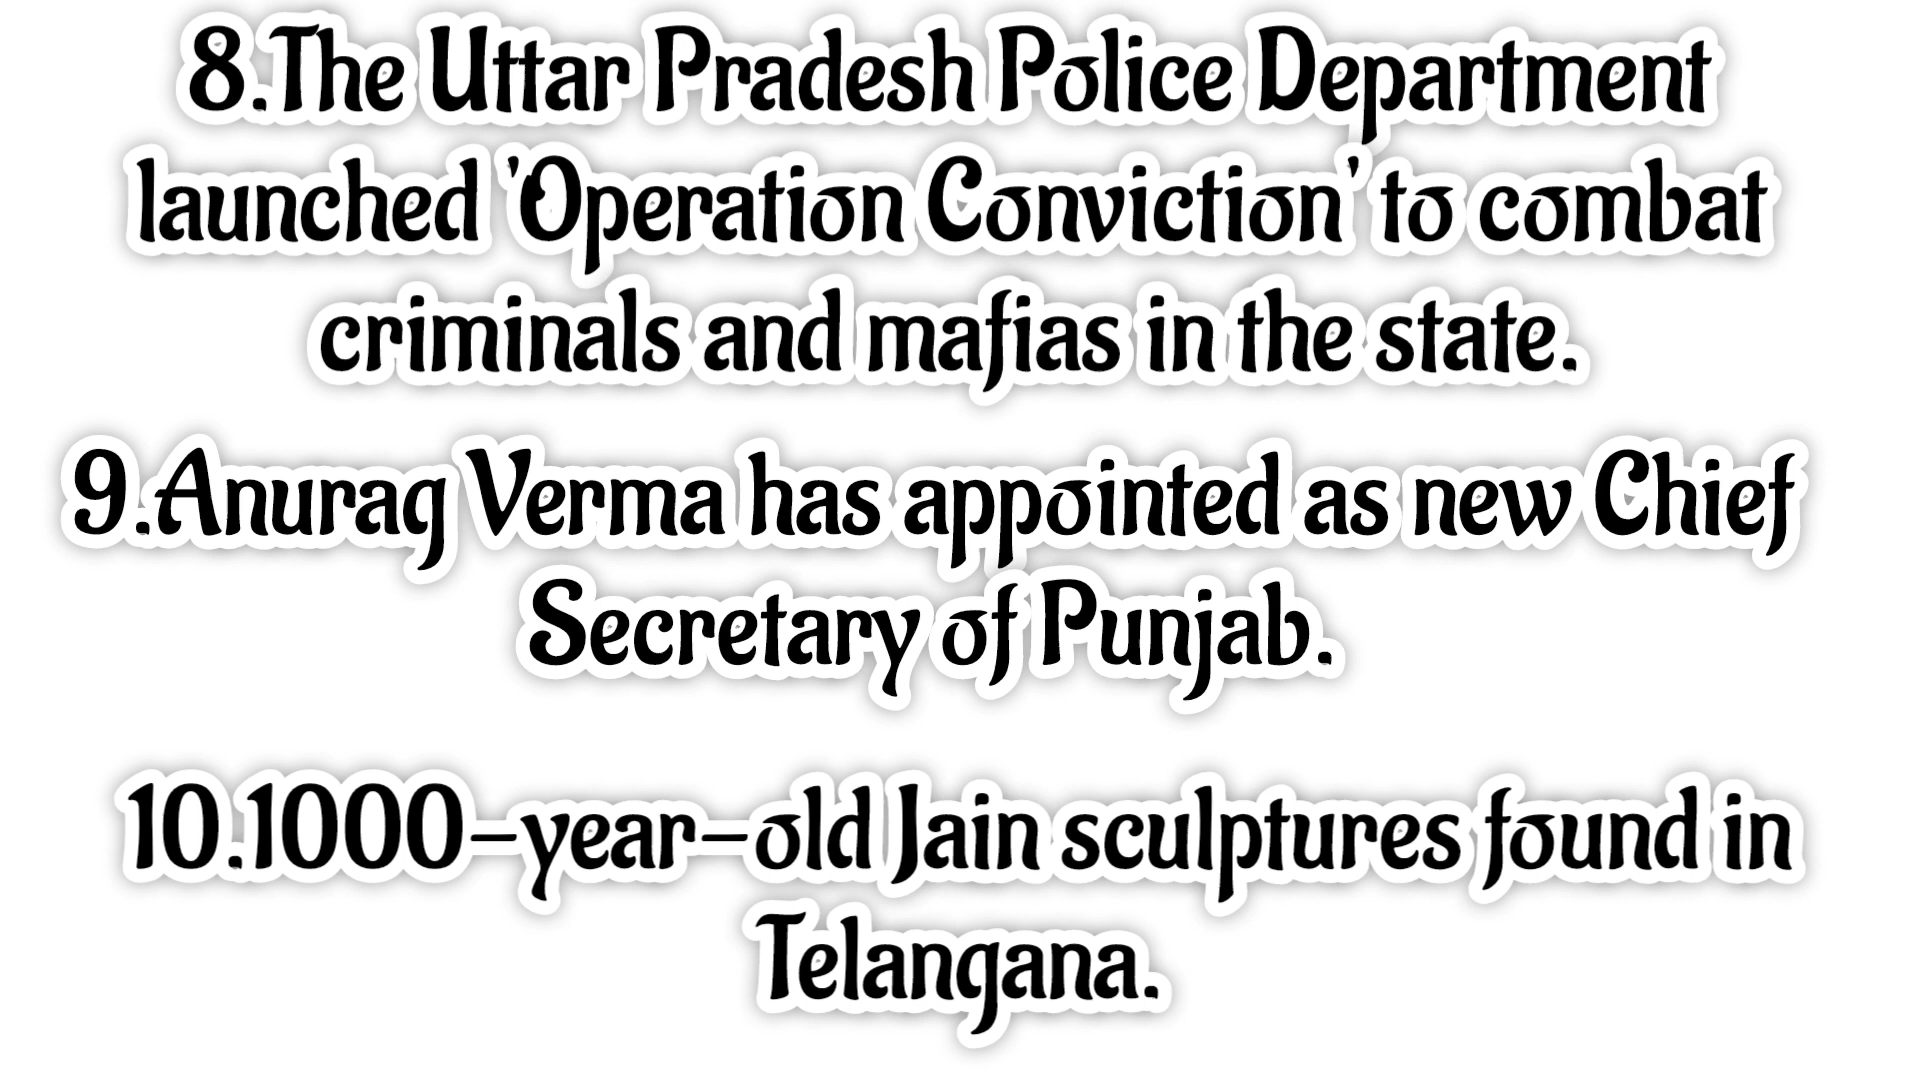 8.The Uttar Pradesh Police Department
launched 'Operation Conviction' to combat
criminals and mafias in the state.
9.Anurag Verma has appointed as new Chief
Secretary of Punjab.
10.1000-year-old Jain sculptures found in
Telangana.